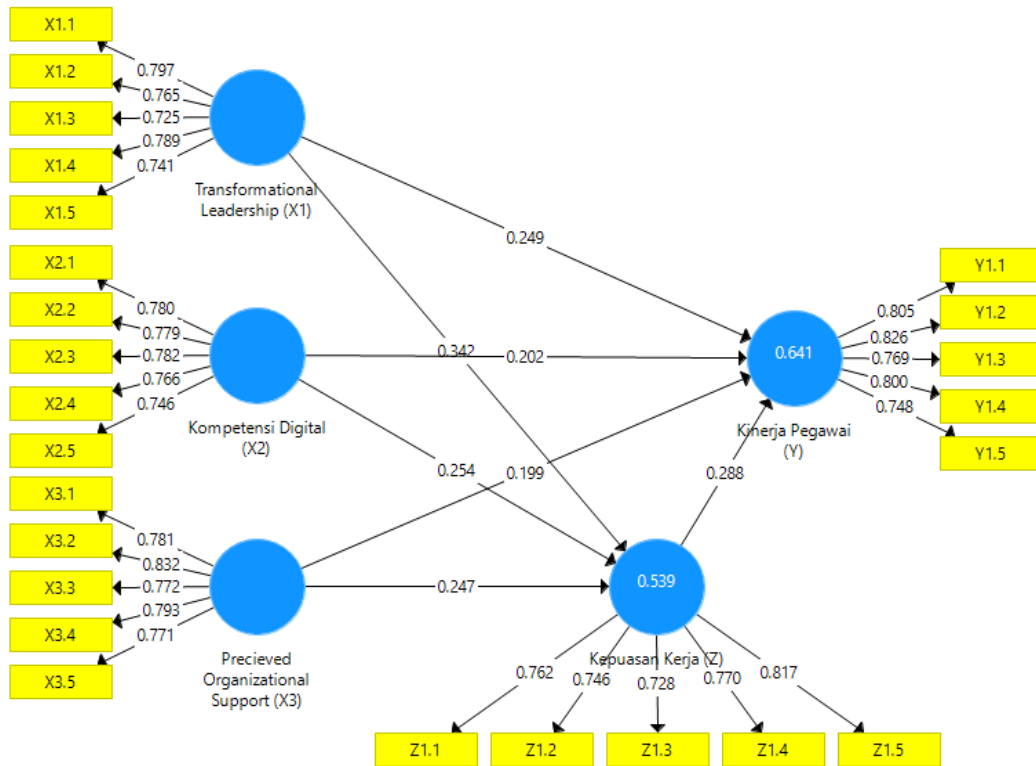 X1.1
X1.2
X1.3
X1.4
X1.5
0.797
0.765
0.725
0.789
0.741
Transformational
Leadership (X1)
X2.1
X2.2
X2.3
X2.4
X2.5
0.780
0.779
0.782
0.766
0.746
Kompetensi Digital
(X2)
X3.1
X3.2
X3.3
X3.4
X3.5
0.781
0.832
0.772
0.793
0.771
Precieved
Organizational
Support (X3)
0.249
0.342
0.202
0.254
0.199
0.247
0.288
0.641
Kinerja Pegawai
(Y)
0.805
0.826
0.769
0.800
0.748
Y1.1
Y1.2
Y1.3
Y1.4
Y1.5
0.539
Kepuasan Kerja (Z)
0.762
0.746
0.728
0.770
0.817
Z1.1
Z1.2
Z1.3
Z1.4
Z1.5